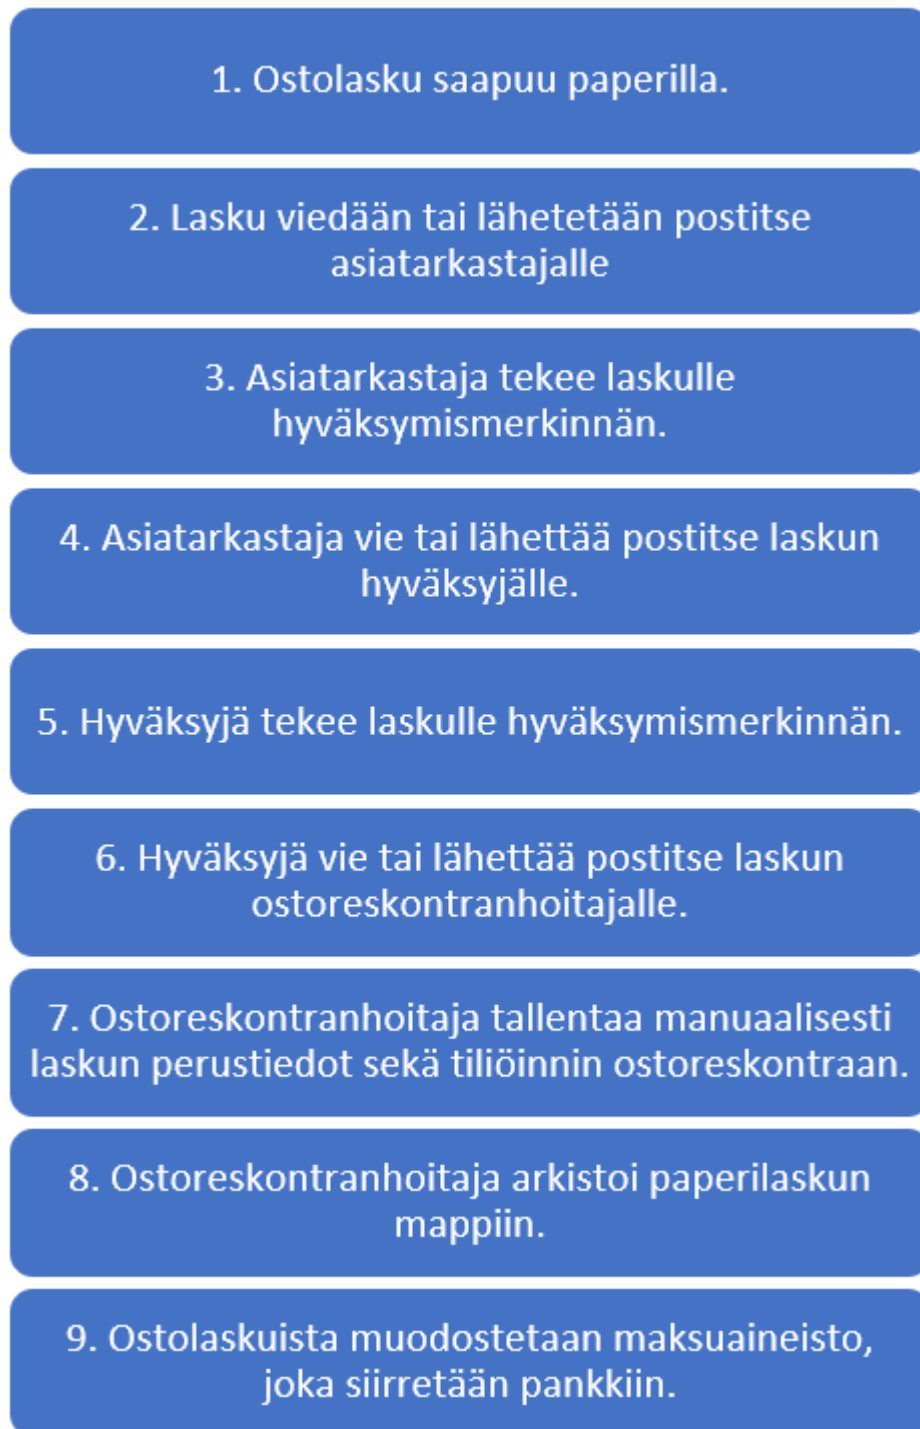 1. Ostolasku saapuu paperilla.
2. Lasku viedään tai lähetetään postitse
asiatarkastajalle
3. Asiatarkastaja tekee laskulle
hyväksymismerkinnän.
4. Asiatarkastaja vie tai lähettää postitse laskun
hyväksyjälle.
5. Hyväksyjä tekee laskulle hyväksymismerkinnän.
6. Hyväksyjä vie tai lähettää postitse laskun
ostoreskontranhoitajalle.
7. Ostoreskontranhoitaja tallentaa manuaalisesti
laskun perustiedot sekä tiliöinnin ostoreskontraan.
8. Ostoreskontranhoitaja arkistoi paperilaskun
mappiin.
9. Ostolaskuista muodostetaan maksuaineisto,
joka siirretään pankkiin.